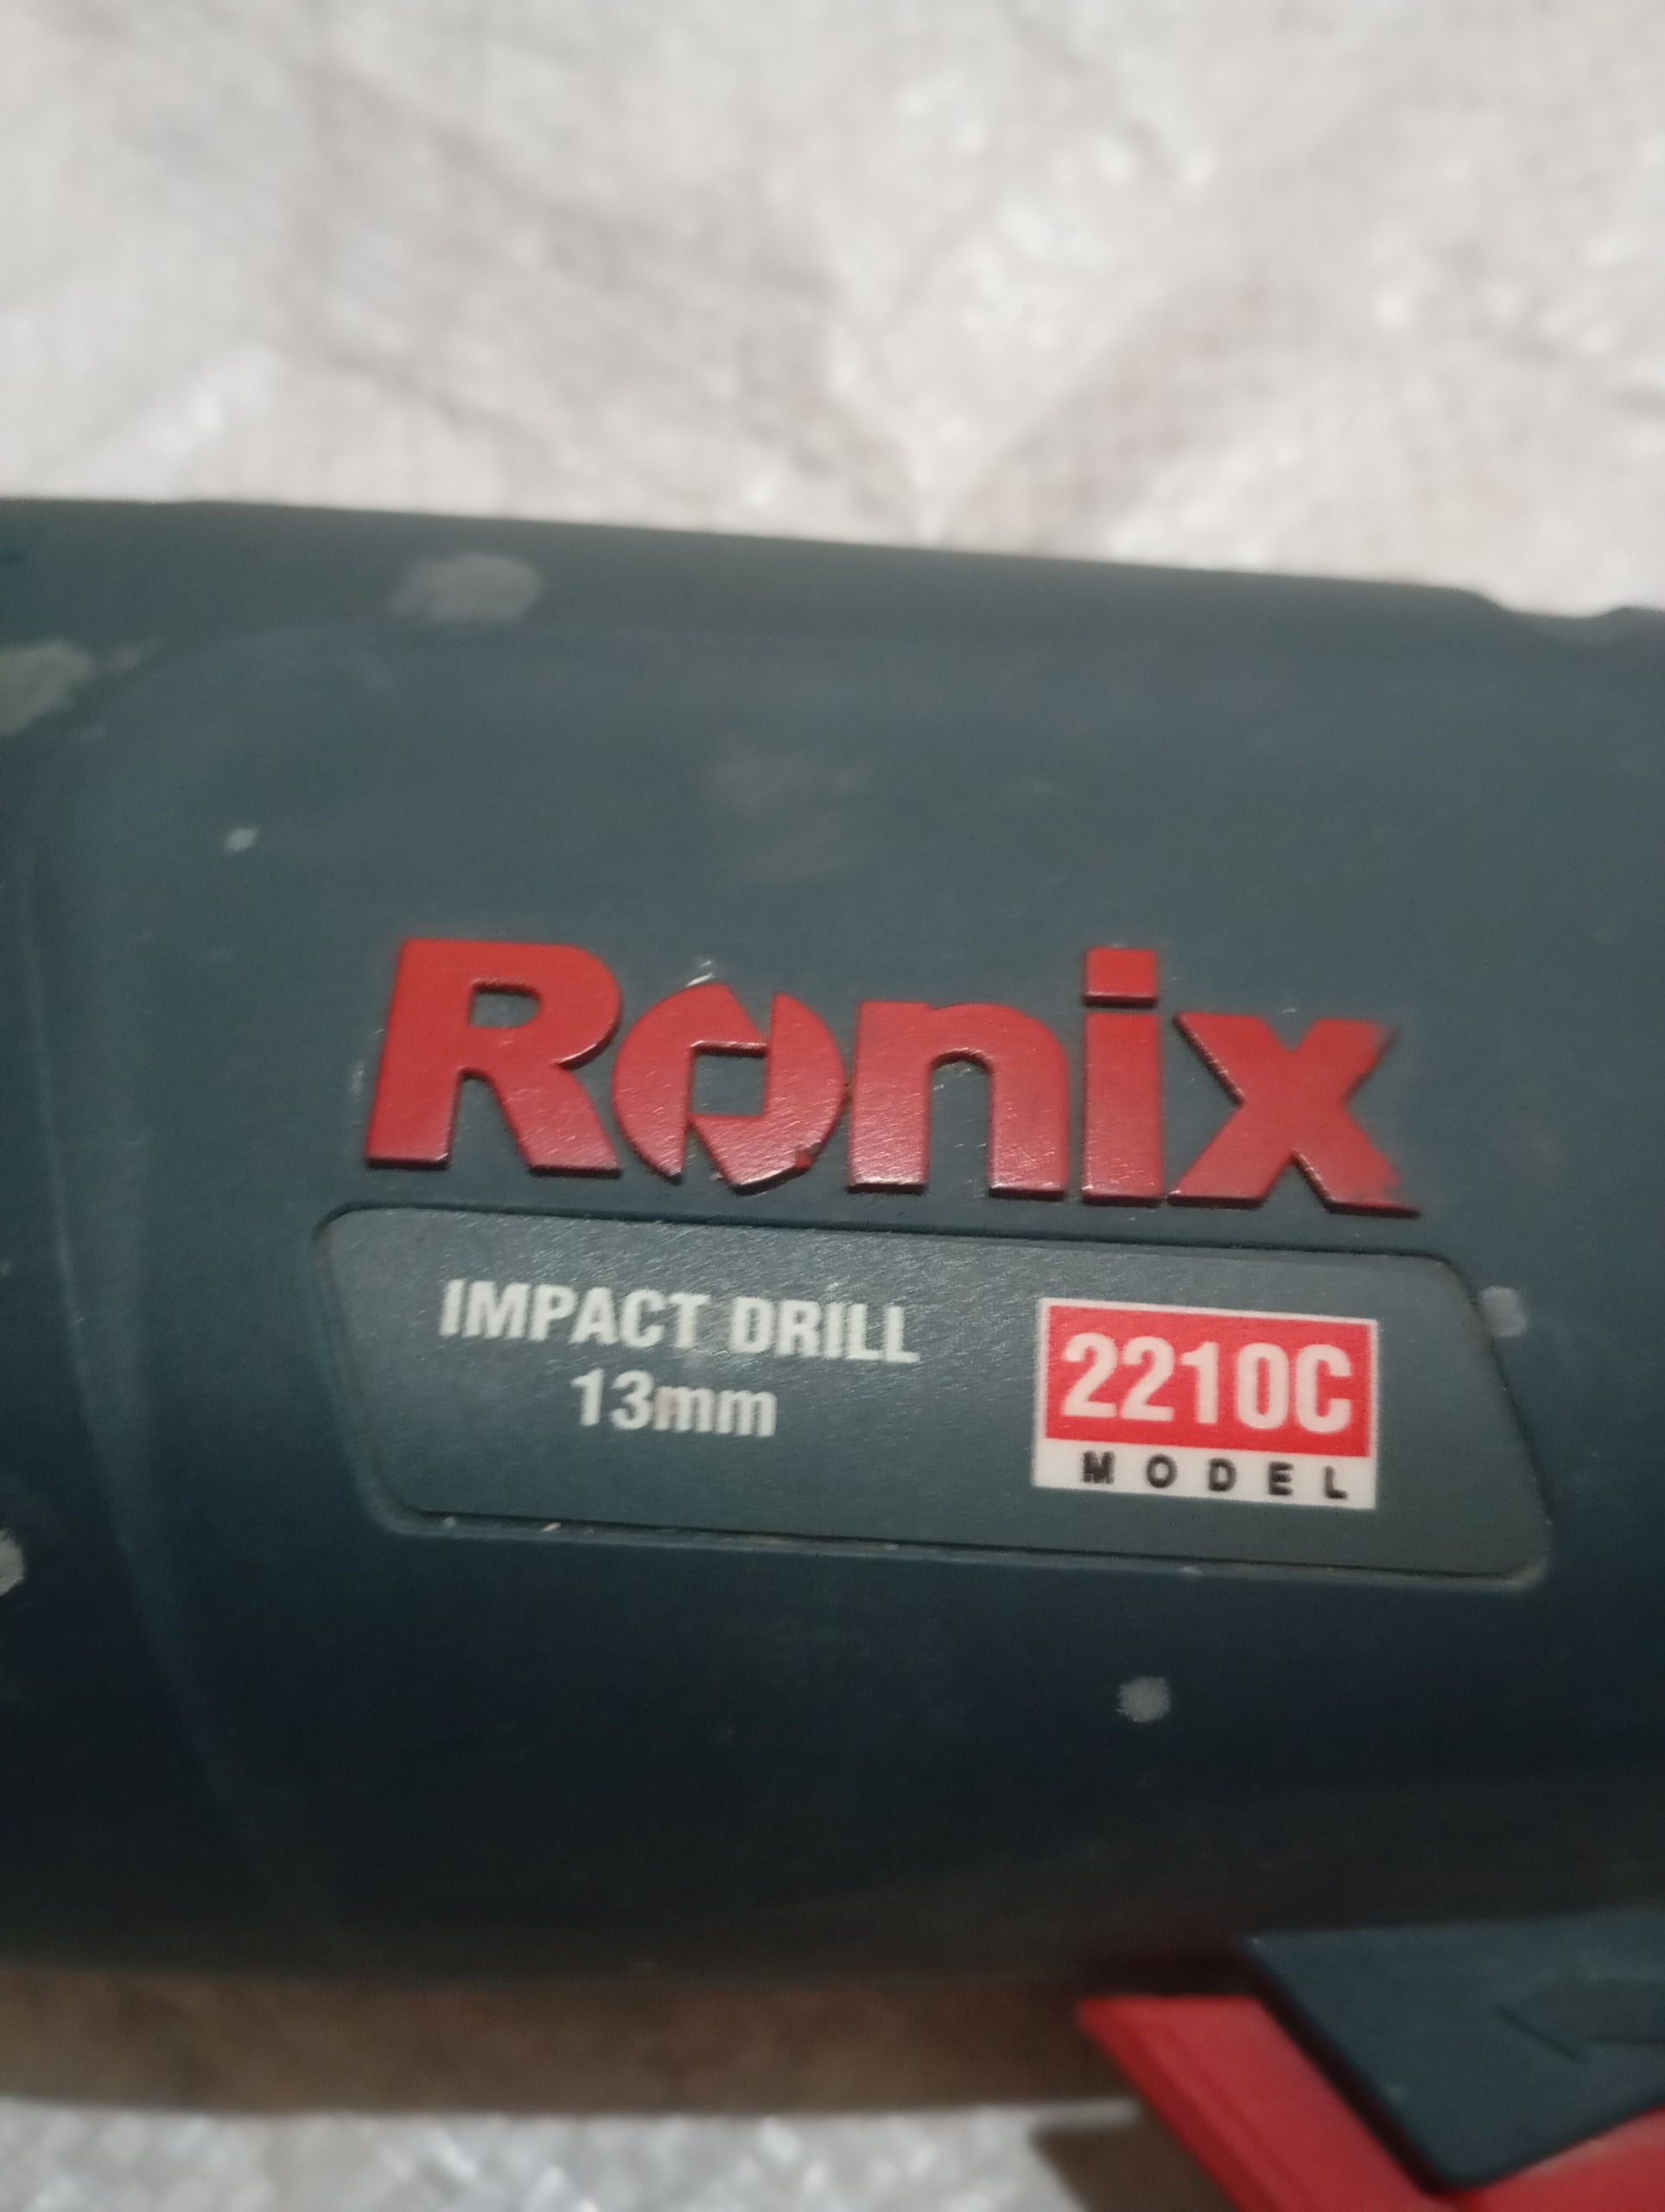 Ronix
IMPACT DRILL
13mm
2210C
MODEL